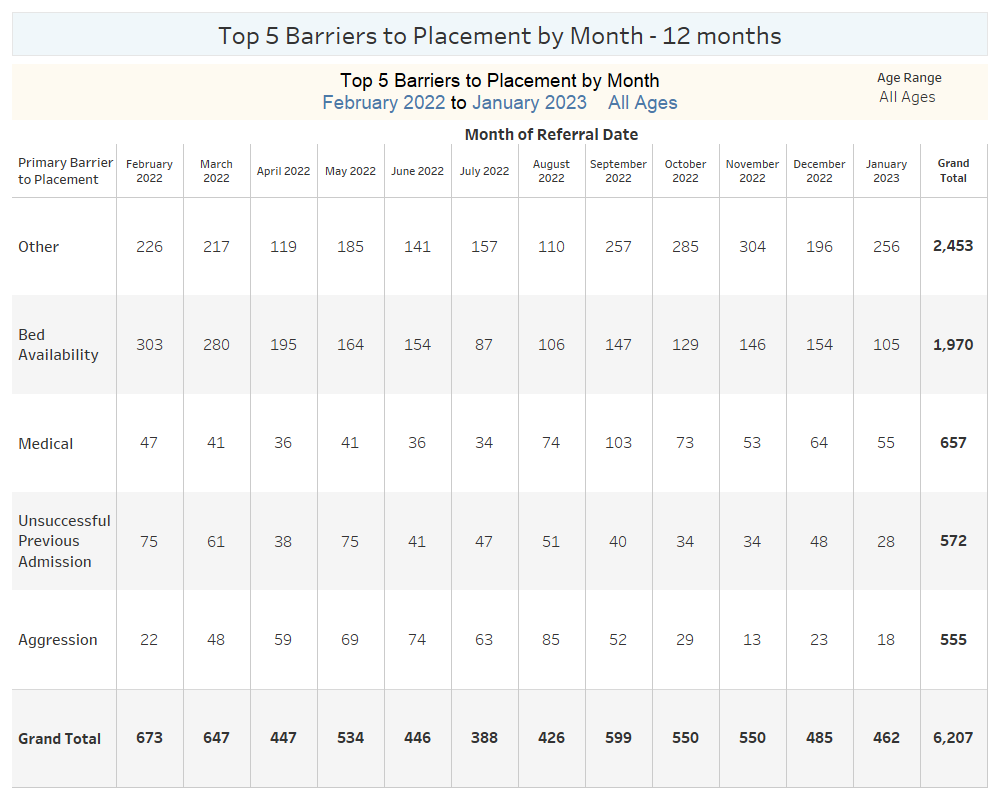 Top 5 Barriers to Placement by Month - 12 months
Top 5 Barriers to Placement by Month
February 2022 to January 2023 All Ages
Age Range
All Ages
Month of Referral Date
Primary Barrier to Placement February 2022 March 2022 April 2022 May 2022 June 2022 July 2022 August 2022 September 2022 October 2022 November 2022 December 2022 January 2023 Grand Total
Other 226 217 119 185 141 157 110 257 285 304 196 256 2,453
Bed Availability 303 280 195 164 154 87 106 147 129 146 154 105 1,970
Medical 47 41 36 41 36 34 74 103 73 53 64 55 657
Unsuccessful Previous Admission 75 61 38 75 41 47 51 40 34 34 48 28 572
Aggression 22 48 59 69 74 63 85 52 29 13 23 18 555
Grand Total 673 647 447 534 446 388 426 599 550 550 485 462 6,207